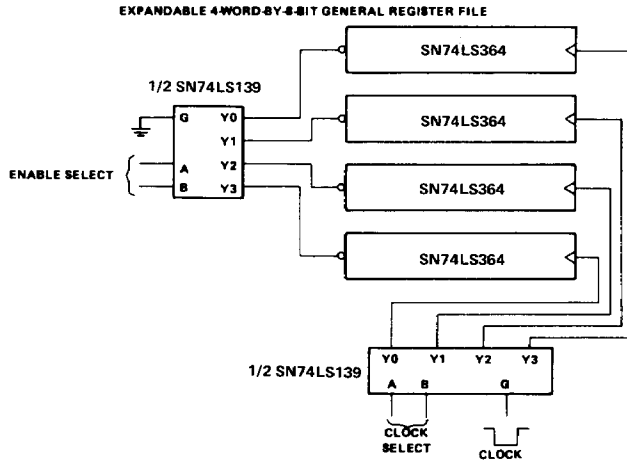 EXPANDABLE 4-WORD-BY-8-BIT GENERAL REGISTER FILE
SN74LS364
1/2 SN74LS139
G Y0
Y1
SN74LS364
ENABLE SELECT
A Y2
B Y3
SN74LS364
SN74LS364
Y0 Y1 Y2 Y3
1/2 SN74LS139
A B G
CLOCK
SELECT
CLOCK